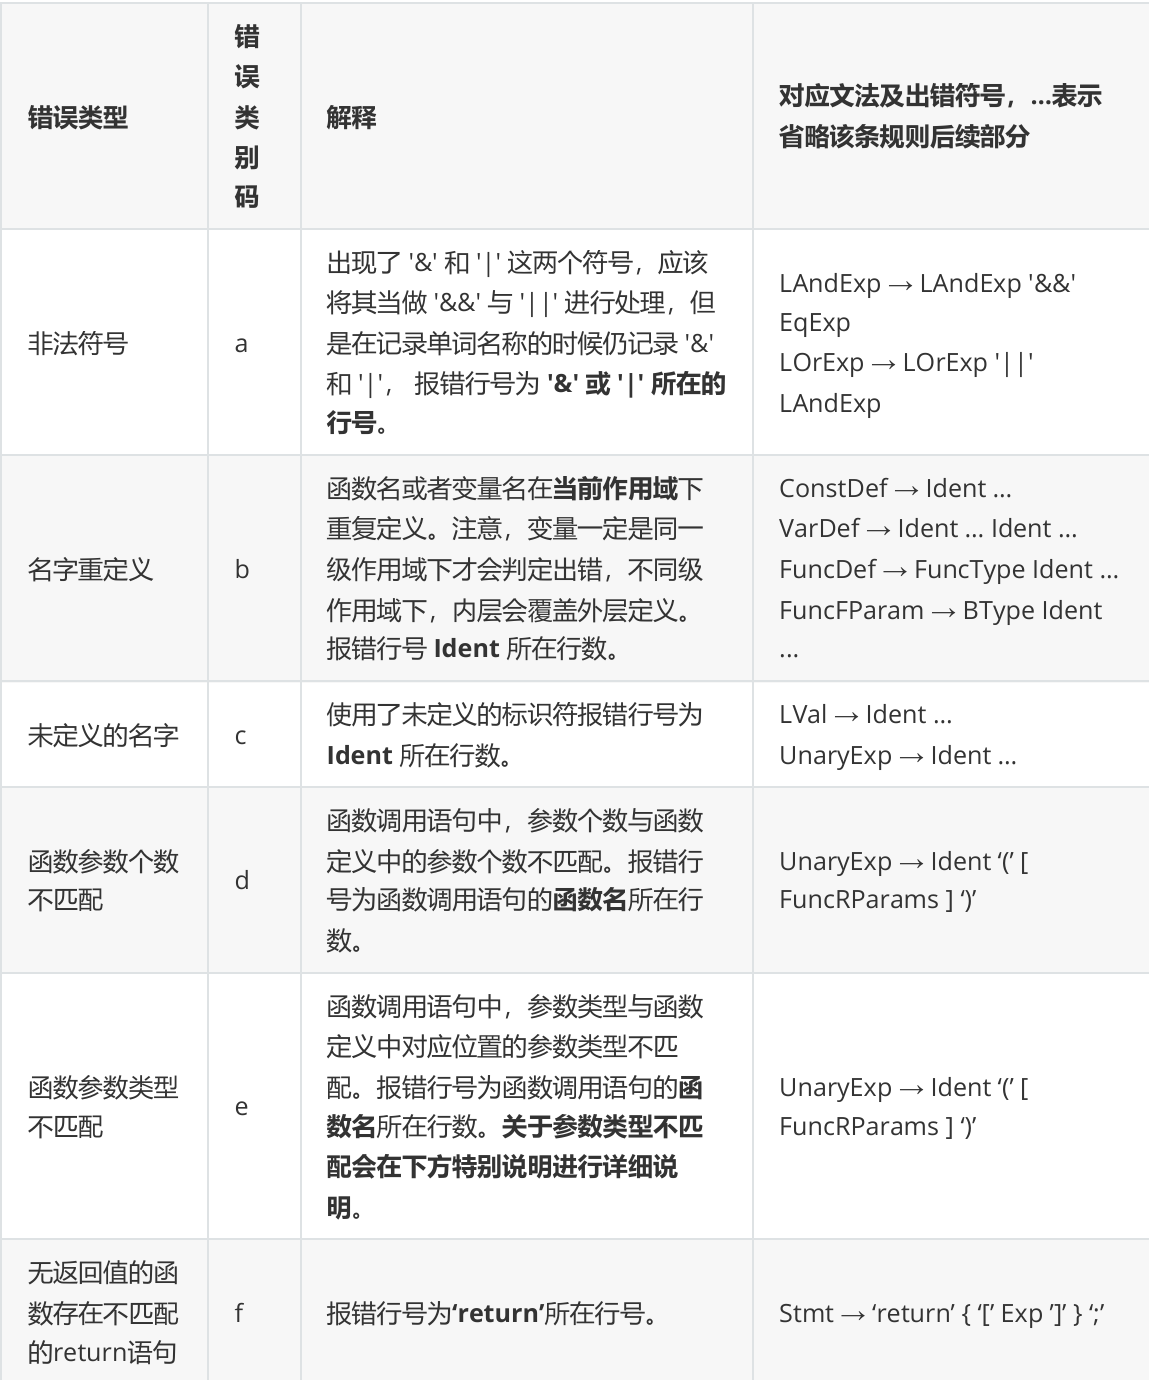 错误类型
错
误
类
别
码
解释
对应文法及出错符号，...表示
省略该条规则后续部分
非法符号
a
出现了 '&' 和 '|' 这两个符号，应该
将其当做 '&&' 与 '||' 进行处理，但
是在记录单词名称的时候仍记录 '&'
和 '|'， 报错行号为 '&' 或 '|' 所在的
行号。
LAndExp → LAndExp '&&'
EqExp
LOrExp → LOrExp '||'
LAndExp
名字重定义
b
函数名或者变量名在当前作用域下
重复定义。注意，变量一定是同一
级作用域下才会判定出错，不同级
作用域下，内层会覆盖外层定义。
报错行号 Ident 所在行数。
ConstDef → Ident ...
VarDef → Ident ... Ident ...
FuncDef → FuncType Ident ...
FuncFParam → BType Ident
...
未定义的名字
c
使用了未定义的标识符报错行号为
Ident 所在行数。
LVal → Ident ...
UnaryExp → Ident ...
函数参数个数
不匹配
d
函数调用语句中，参数个数与函数
定义中的参数个数不匹配。报错行
号为函数调用语句的函数名所在行
数。
UnaryExp → Ident ‘(’ [
FuncRParams ] ‘)’
函数参数类型
不匹配
e
函数调用语句中，参数类型与函数
定义中对应位置的参数类型不匹
配。报错行号为函数调用语句的函
数名所在行数。关于参数类型不匹
配会在下方特别说明进行详细说
明。
UnaryExp → Ident ‘(’ [
FuncRParams ] ‘)’
无返回值的函
数存在不匹配
的return语句
f
报错行号为‘return’所在行号。
Stmt → ‘return’ { ‘[’ Exp ’]’ } ‘;’